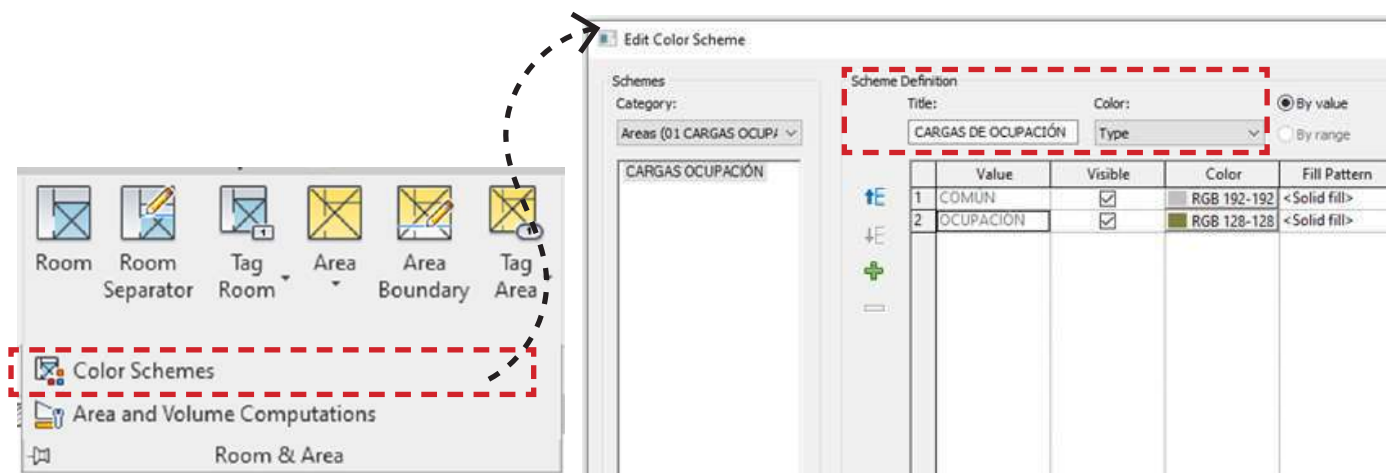 Room
Room Separator
Tag Room
Area
Area Boundary
Tag Area
Color Schemes
Area and Volume Computations
Room & Area
Edit Color Scheme
Schemes
Category:
Areas (01 CARGAS OCUP
CARGAS OCUPACIÓN
Scheme Definition
Title: Color:
CARGAS DE OCUPACIÓN Type
By value
By range
Value Visible Color Fill Pattern
1 COMÚN RGB 192-192 <Solid fill>
2 OCUPACIÓN RGB 128-128 <Solid fill>